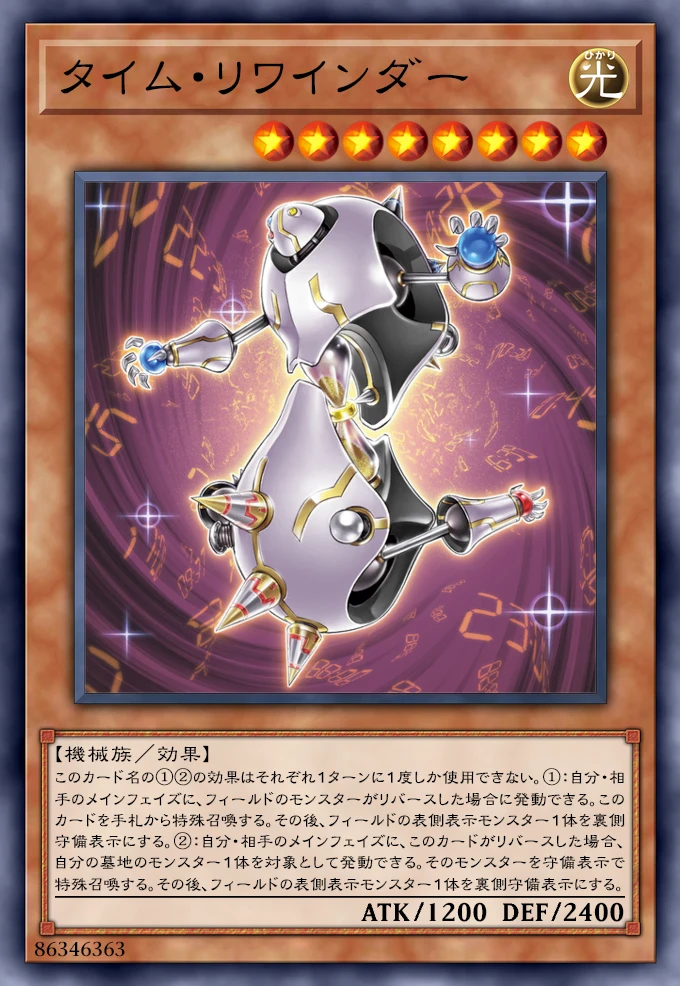 タイム・リワインダー
ひかり
光
【機械族／効果】
このカード名の①②の効果はそれぞれ1ターンに1度しか使用できない。①：自分・相
手のメインフェイズに、フィールドのモンスターがリバースした場合に発動できる。この
カードを手札から特殊召喚する。その後、フィールドの表側表示モンスター1体を裏側
守備表示にする。②：自分・相手のメインフェイズに、このカードがリバースした場合、
自分の墓地のモンスター1体を対象として発動できる。そのモンスターを守備表示で
特殊召喚する。その後、フィールドの表側表示モンスター1体を裏側守備表示にする。
ATK/1200 DEF/2400
86346363